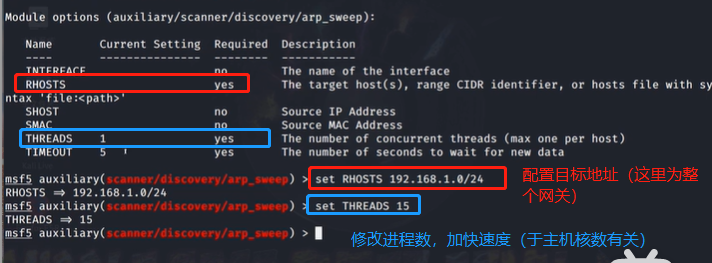 Module options (auxiliary/scanner/discovery/arp_sweep):
Name Current Setting Required Description
---- --------------- -------- -----------
INTERFACE no The name of the interface
RHOSTS yes The target host(s), range CIDR identifier, or hosts file with sy
ntax 'file:<path>'
SHOST no Source IP Address
SMAC no Source MAC Address
THREADS 1 yes The number of concurrent threads (max one per host)
TIMEOUT 5 yes The number of seconds to wait for new data
msf5 auxiliary(scanner/discovery/arp_sweep) > set RHOSTS 192.168.1.0/24
RHOSTS => 192.168.1.0/24
msf5 auxiliary(scanner/discovery/arp_sweep) > set THREADS 15
THREADS => 15
msf5 auxiliary(scanner/discovery/arp_sweep) >
配置目标地址（这里为整
个网关）
修改进程数，加快速度（于主机核数有关）